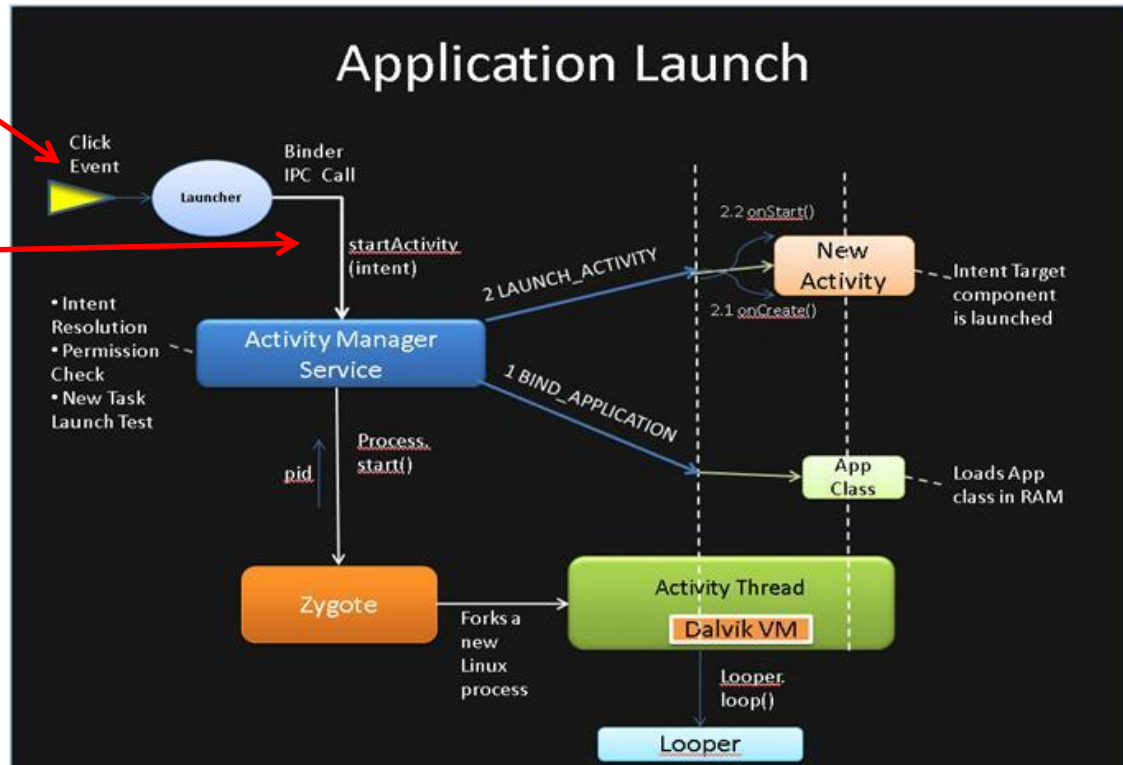 Application Launch
Click
Event
Launcher
Binder
IPC Call
startActivity
(intent)
• Intent
Resolution
• Permission
Check
• New Task
Launch Test
Activity Manager
Service
2 LAUNCH_ACTIVITY
2.2 onStart()
New
Activity
2.1 onCreate()
Intent Target
component
is launched
1 BIND_APPLICATION
App
Class
Loads App
class in RAM
pid
Process.
start()
Zygote
Forks a
new
Linux
process
Activity Thread
Dalvik VM
Looper.
loop()
Looper